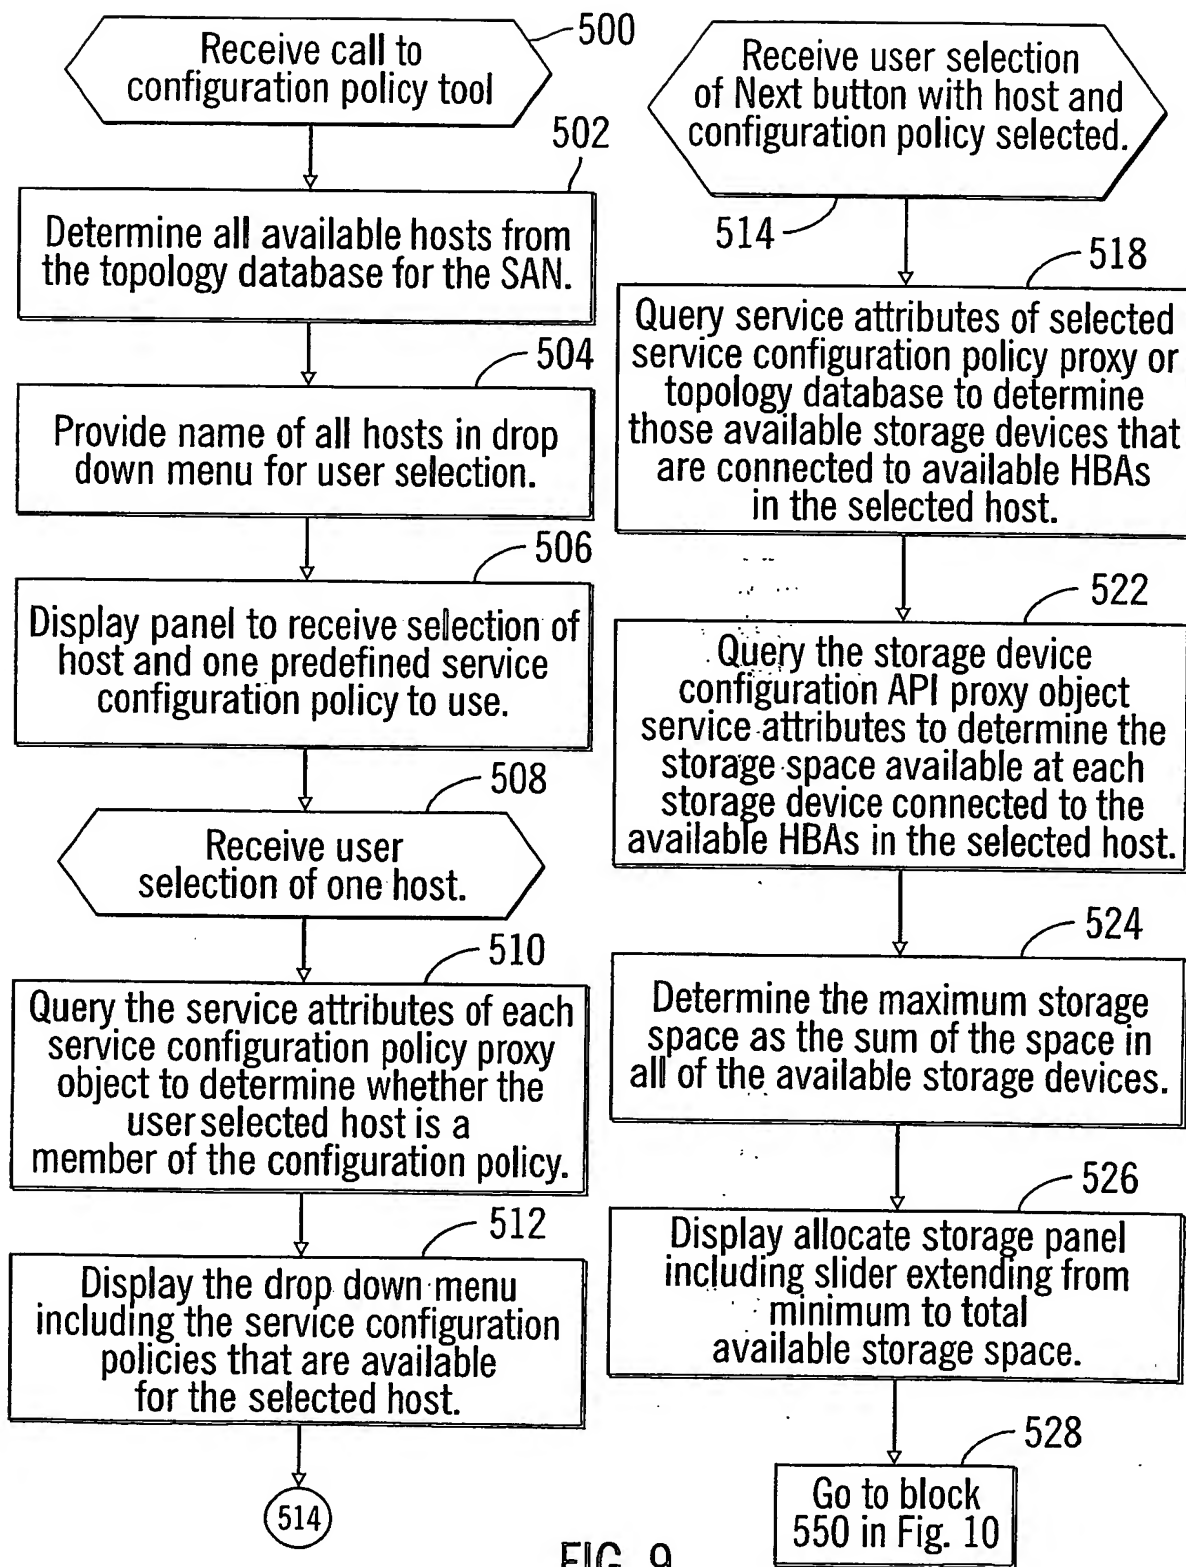 500
Receive call to
configuration policy tool
502
Determine all available hosts from
the topology database for the SAN.
504
Provide name of all hosts in drop
down menu for user selection.
506
Display panel to receive selection of
host and one predefined service
configuration policy to use.
508
Receive user
selection of one host.
510
Query the service attributes of each
service configuration policy proxy
object to determine whether the
user selected host is a
member of the configuration policy.
512
Display the drop down menu
including the service configuration
policies that are available
for the selected host.
514
Receive user selection
of Next button with host and
configuration policy selected.
514
518
Query service attributes of selected
service configuration policy proxy or
topology database to determine
those available storage devices that
are connected to available HBAs
in the selected host.
522
Query the storage device
configuration API proxy object
service attributes to determine the
storage space available at each
storage device connected to the
available HBAs in the selected host.
524
Determine the maximum storage
space as the sum of the space in
all of the available storage devices.
526
Display allocate storage panel
including slider extending from
minimum to total
available storage space.
528
Go to block
550 in Fig. 10
FIG. 9